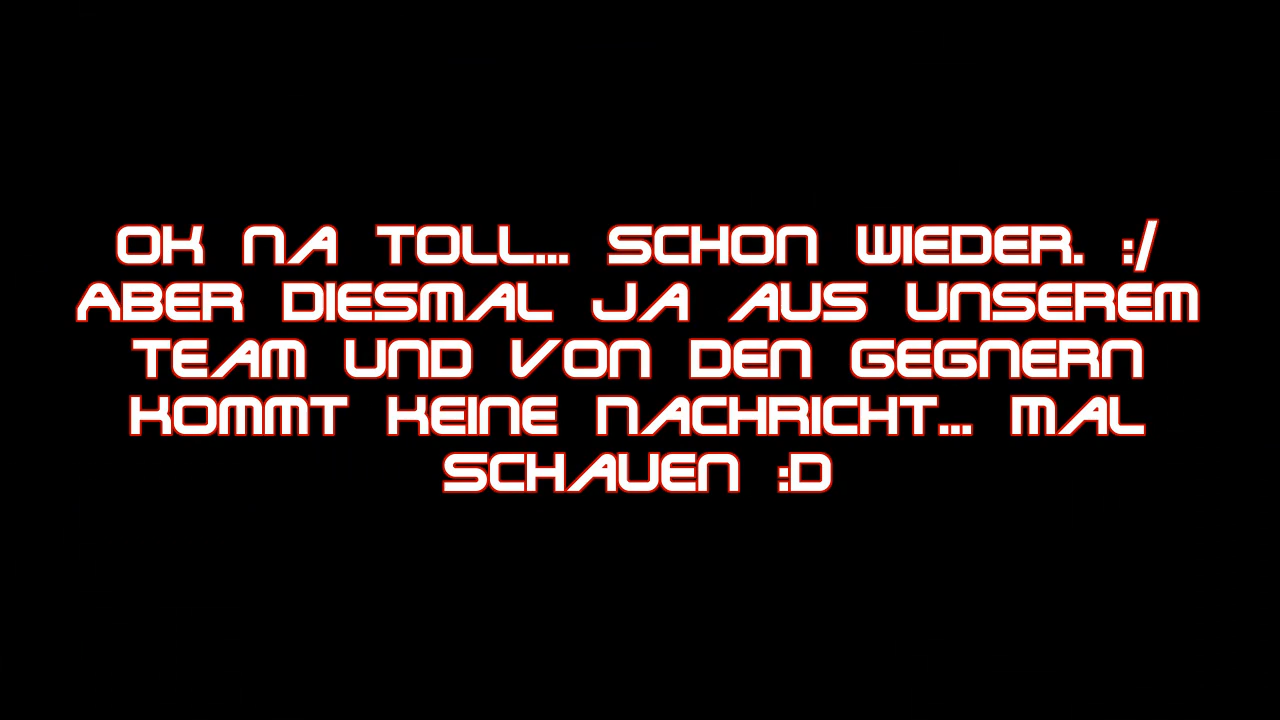 OK NA TOLL... SCHON WIEDER. :/
ABER DIESMAL JA AUS UNSEREM
TEAM UND VON DEN GEGNERN
KOMMT KEINE NACHRICHT... MAL
SCHAUEN :D